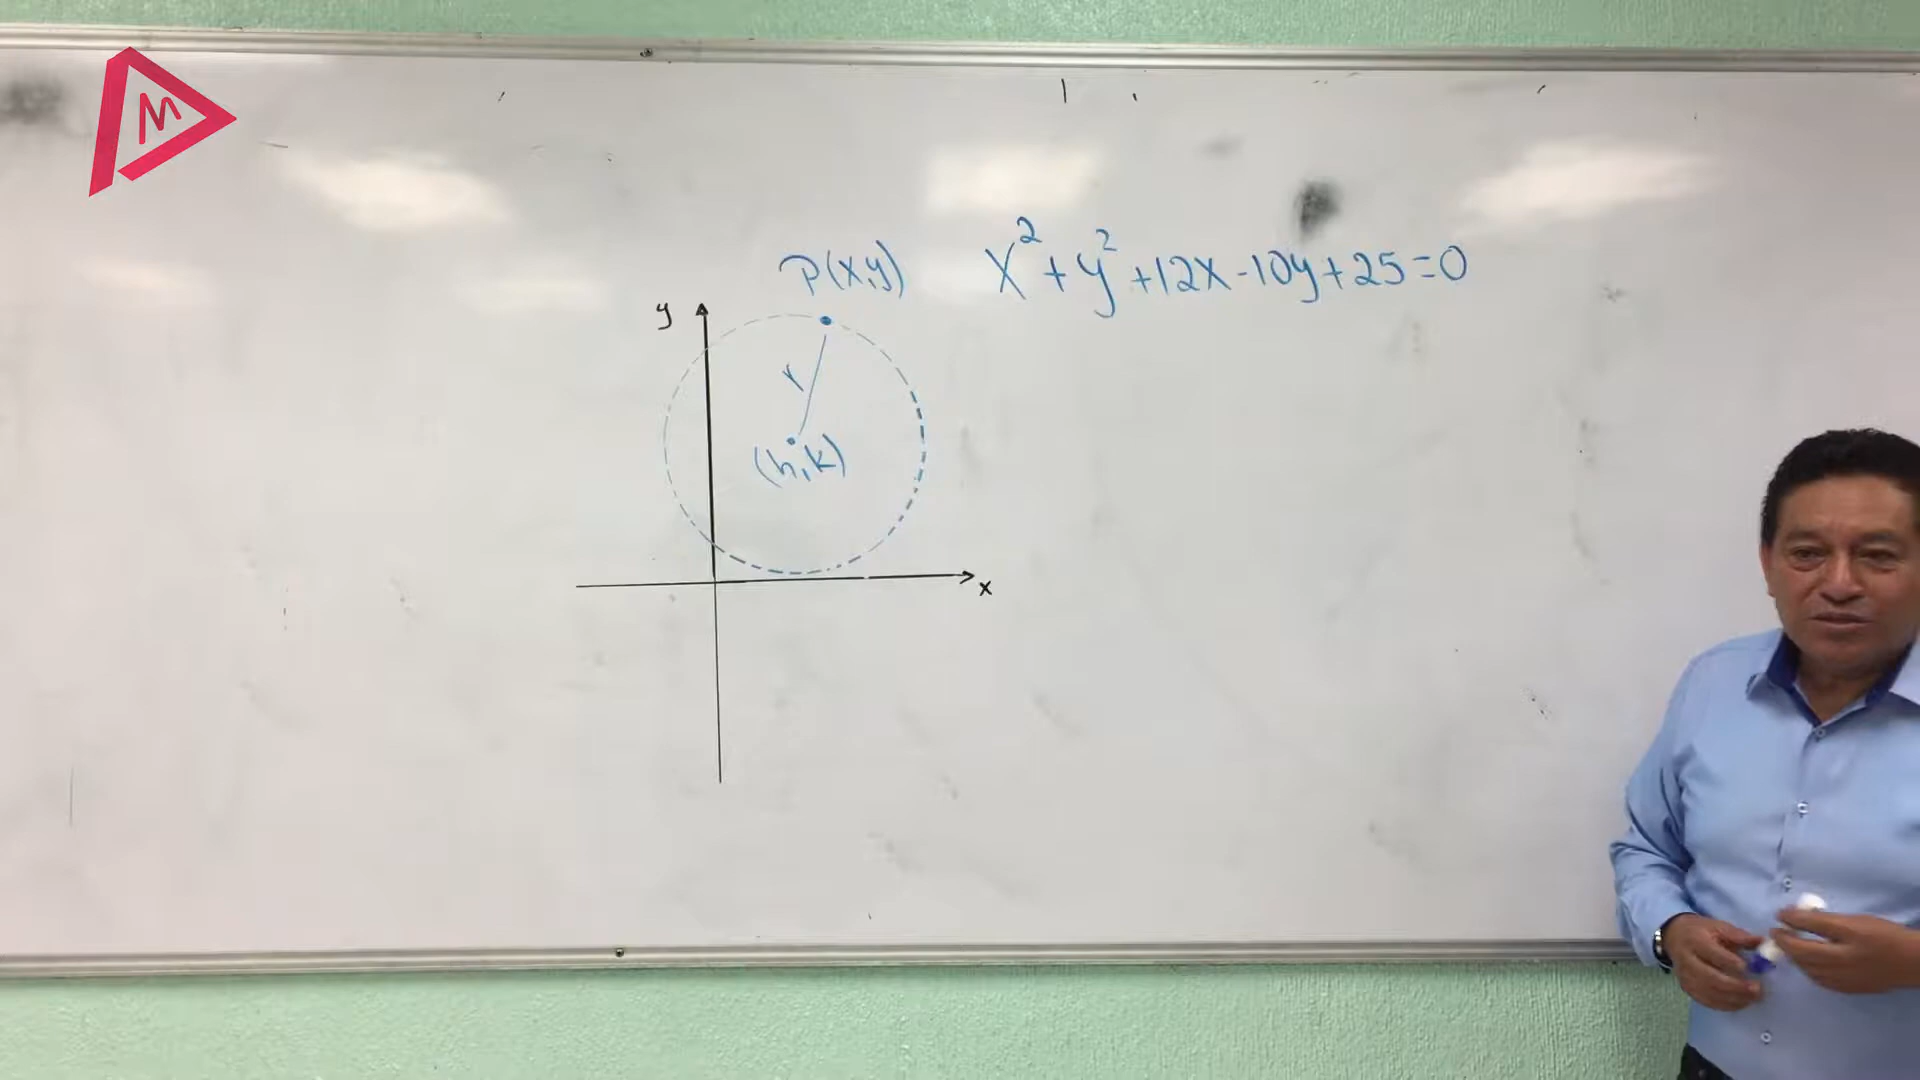 M
P(x,y)
x² + y² + 12x - 10y + 25 = 0
y
r
(h,k)
x